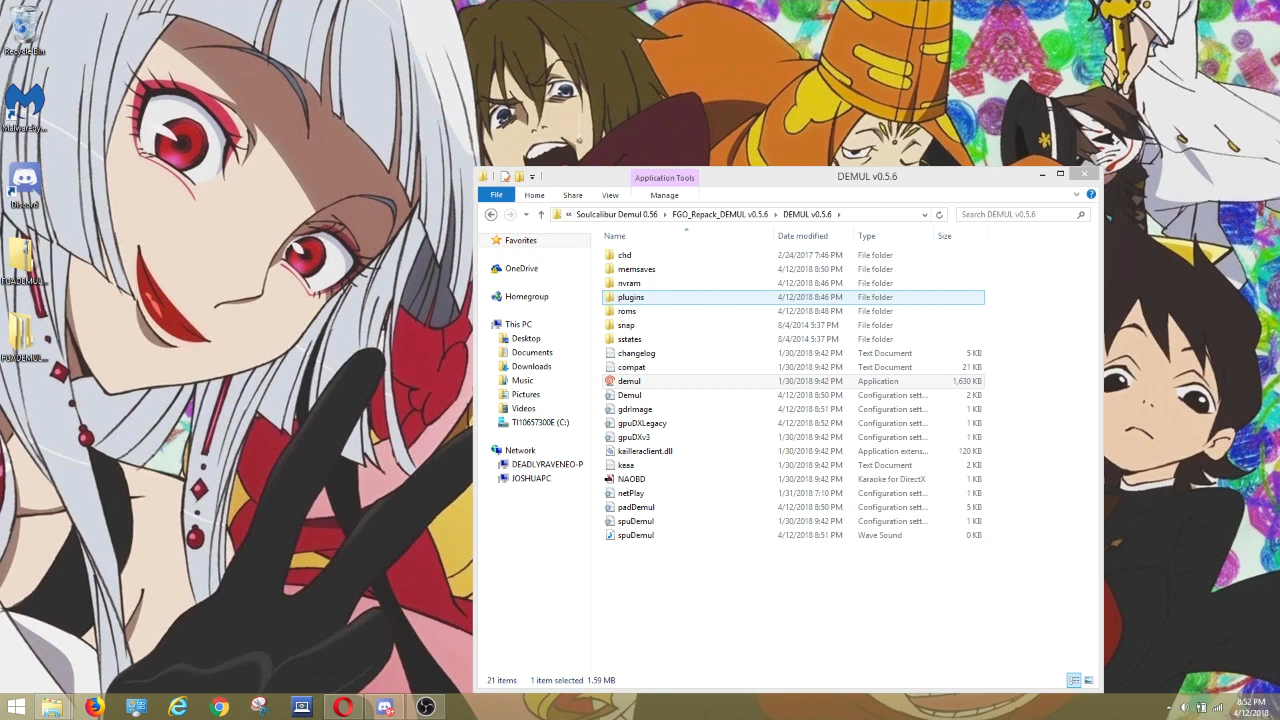 Recycle Bin
Malwareby...
Discord
Application Tools
DEMUL v0.5.6
File Home Share View Manage
« Soulcalibur Demul 0.56 FGO_Repack_DEMUL v0.5.6 DEMUL v0.5.6
Search DEMUL v0.5.6
Favorites
OneDrive
Homegroup
This PC
Desktop
Documents
Downloads
Music
Pictures
Videos
TI10657300E (C:)
Network
DEADLYRAVENEO-P
JOSHUAPC
Name Date modified Type Size
chd 2/24/2017 7:46 PM File folder
memsaves 4/12/2018 8:50 PM File folder
nvram 4/12/2018 8:46 PM File folder
plugins 4/12/2018 8:46 PM File folder
roms 4/12/2018 8:48 PM File folder
snap 8/4/2014 5:37 PM File folder
sstates 8/4/2014 5:37 PM File folder
changelog 1/30/2018 9:42 PM Text Document 5 KB
compat 1/30/2018 9:42 PM Text Document 21 KB
demul 1/30/2018 9:42 PM Application 1,630 KB
Demul 4/12/2018 8:50 PM Configuration sett... 2 KB
gdrImage 4/12/2018 8:51 PM Configuration sett... 1 KB
gpuDXLegacy 4/12/2018 8:52 PM Configuration sett... 1 KB
gpuDXv3 1/30/2018 9:42 PM Configuration sett... 1 KB
kailleraclient.dll 1/30/2018 9:42 PM Application extens... 120 KB
keaa 1/30/2018 9:42 PM Text Document 2 KB
NAOBD 1/30/2018 9:42 PM Karaoke for DirectX 1 KB
netPlay 1/31/2018 7:10 PM Configuration sett... 1 KB
padDemul 4/12/2018 8:50 PM Configuration sett... 5 KB
spuDemul 1/30/2018 9:42 PM Configuration sett... 1 KB
spuDemul 4/12/2018 8:51 PM Wave Sound 0 KB
21 items 1 item selected 1.59 MB
8:52 PM
4/12/2018